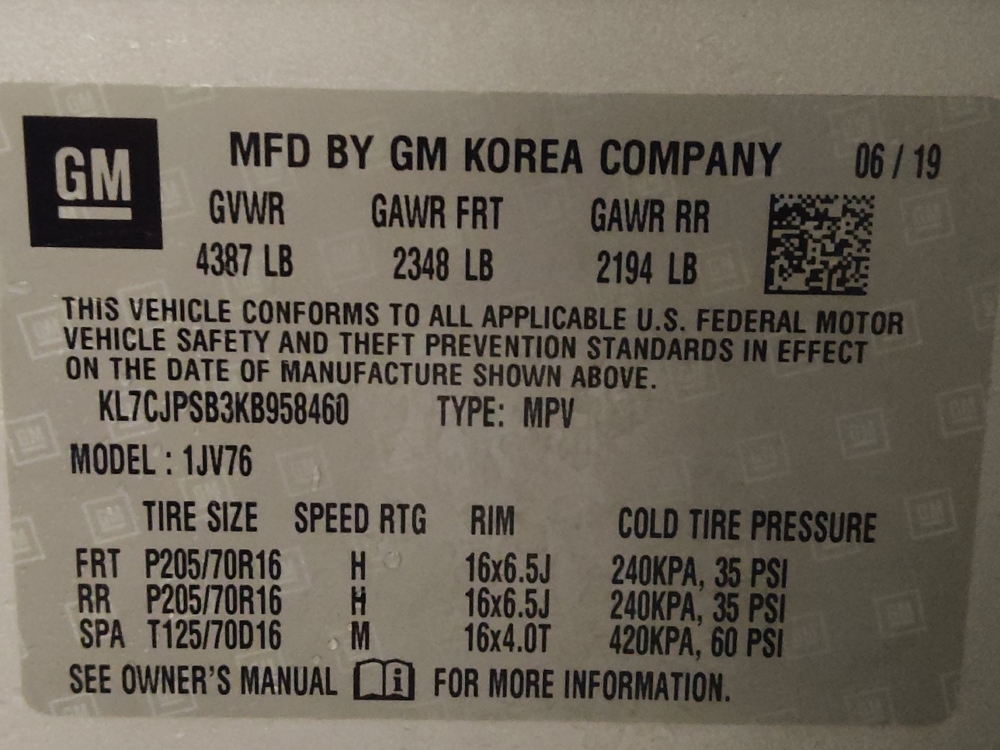 GM
MFD BY GM KOREA COMPANY 06 / 19
GVWR GAWR FRT GAWR RR
4387 LB 2348 LB 2194 LB
THIS VEHICLE CONFORMS TO ALL APPLICABLE U.S. FEDERAL MOTOR
VEHICLE SAFETY AND THEFT PREVENTION STANDARDS IN EFFECT
ON THE DATE OF MANUFACTURE SHOWN ABOVE.
KL7CJPSB3KB958460 TYPE: MPV
MODEL : 1JV76
TIRE SIZE SPEED RTG RIM COLD TIRE PRESSURE
FRT P205/70R16 H 16x6.5J 240KPA, 35 PSI
RR P205/70R16 H 16x6.5J 240KPA, 35 PSI
SPA T125/70D16 M 16x4.0T 420KPA, 60 PSI
SEE OWNER'S MANUAL i FOR MORE INFORMATION.